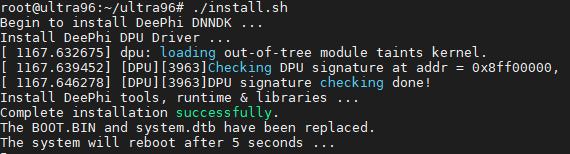 root@ultra96:~/ultra96# ./install.sh
Begin to install DeePhi DNNDK ...
Install DeePhi DPU Driver ...
[ 1167.632675] dpu: loading out-of-tree module taints kernel.
[ 1167.639452] [DPU][3963]Checking DPU signature at addr = 0x8ff00000,
[ 1167.646278] [DPU][3963]DPU signature checking done!
Install DeePhi tools, runtime & libraries ...
Complete installation successfully.
The BOOT.BIN and system.dtb have been replaced.
The system will reboot after 5 seconds ...